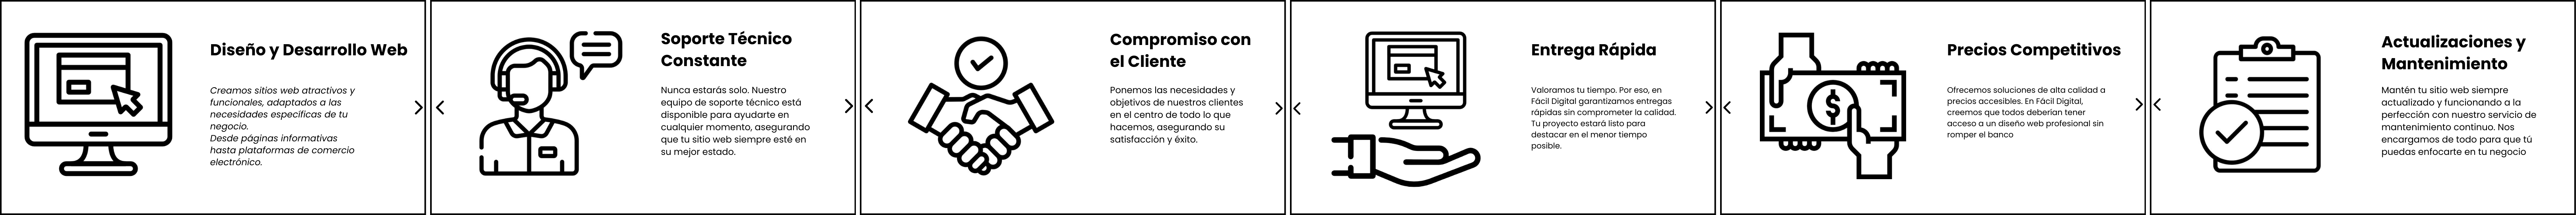 Diseño y Desarrollo Web
Creamos sitios web atractivos y
funcionales, adaptados a las
necesidades específicas de tu
negocio.
Desde páginas informativas
hasta plataformas de comercio
electrónico.
Soporte Técnico
Constante
Nunca estarás solo. Nuestro
equipo de soporte técnico está
disponible para ayudarte en
cualquier momento, asegurando
que tu sitio web siempre esté en
su mejor estado.
Compromiso con
el Cliente
Ponemos las necesidades y
objetivos de nuestros clientes
en el centro de todo lo que
hacemos, asegurando su
satisfacción y éxito.
Entrega Rápida
Valoramos tu tiempo. Por eso, en
Fácil Digital garantizamos entregas
rápidas sin comprometer la calidad.
Tu proyecto estará listo para
destacar en el menor tiempo
posible.
$
Precios Competitivos
Ofrecemos soluciones de alta calidad a
precios accesibles. En Fácil Digital,
creemos que todos deberían tener
acceso a un diseño web profesional sin
romper el banco
Actualizaciones y
Mantenimiento
Mantén tu sitio web siempre
actualizado y funcionando a la
perfección con nuestro servicio de
mantenimiento continuo. Nos
encargamos de todo para que tú
puedas enfocarte en tu negocio